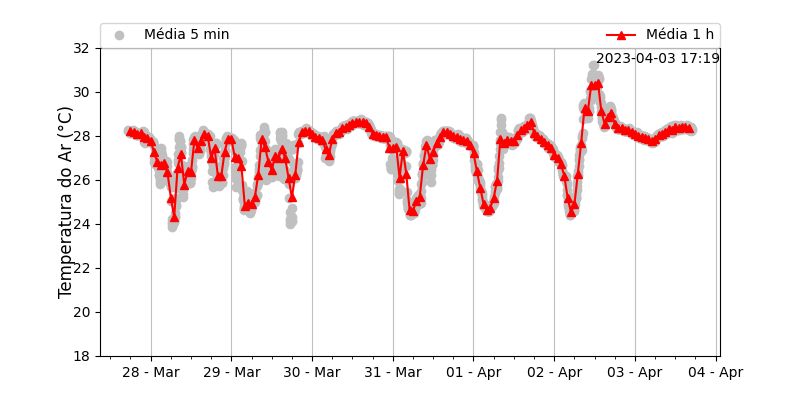 Média 5 min
Média 1 h
2023-04-03 17:19
Temperatura do Ar (°C)
32
30
28
26
24
22
20
18
28 - Mar
29 - Mar
30 - Mar
31 - Mar
01 - Apr
02 - Apr
03 - Apr
04 - Apr